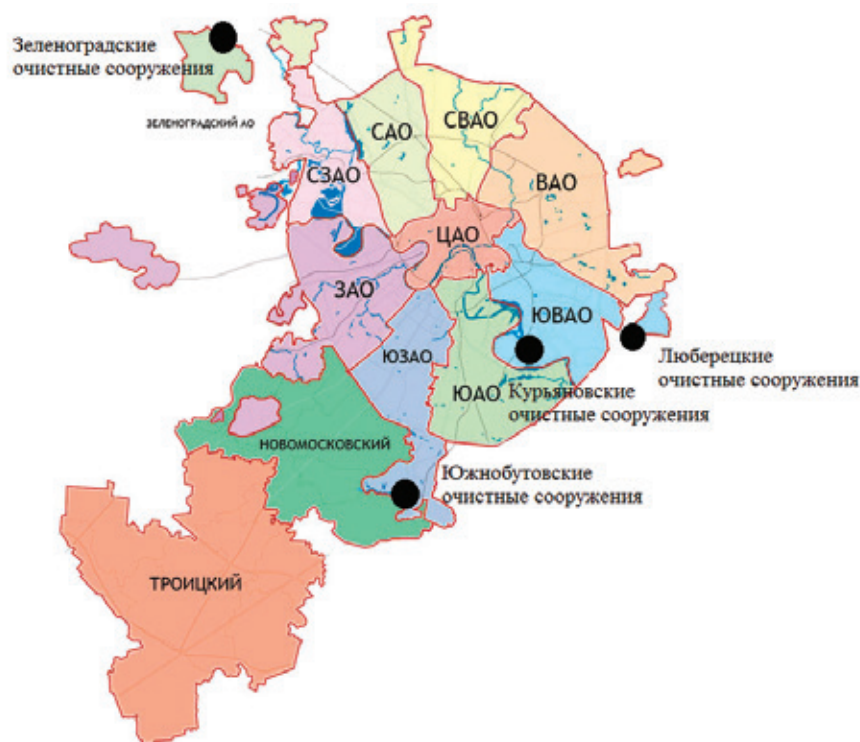 Зеленоградские
очистные сооружения
ЗЕЛЕНОГРАДСКИЙ АО
САО
СВАО
СЗАО
ВАО
ЦАО
ЗАО
ЮВАО
ЮЗАО
Люберецкие
очистные сооружения
ЮАО
Курьяновские
очистные сооружения
НОВОМОСКОВСКИЙ
Южнобутовские
очистные сооружения
ТРОИЦКИЙ